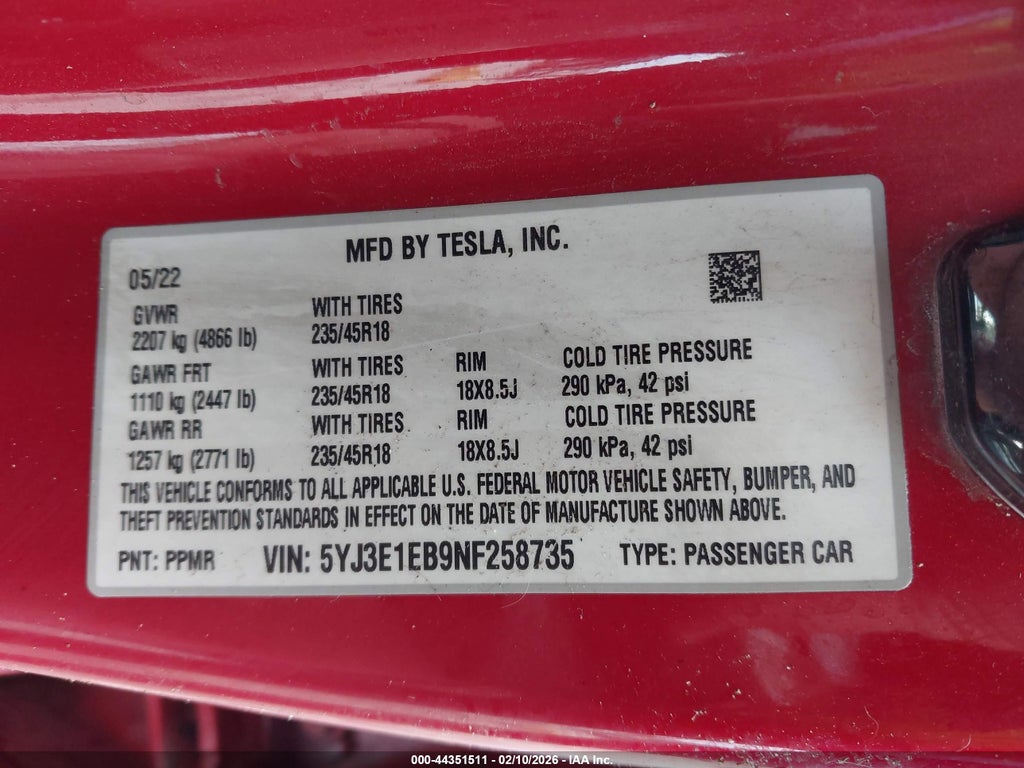 MFD BY TESLA, INC.
05/22
GVWR WITH TIRES
2207 kg (4866 lb) 235/45R18
GAWR FRT WITH TIRES RIM COLD TIRE PRESSURE
1110 kg (2447 lb) 235/45R18 18X8.5J 290 kPa, 42 psi
GAWR RR WITH TIRES RIM COLD TIRE PRESSURE
1257 kg (2771 lb) 235/45R18 18X8.5J 290 kPa, 42 psi
THIS VEHICLE CONFORMS TO ALL APPLICABLE U.S. FEDERAL MOTOR VEHICLE SAFETY, BUMPER, AND
THEFT PREVENTION STANDARDS IN EFFECT ON THE DATE OF MANUFACTURE SHOWN ABOVE.
PNT: PPMR VIN: 5YJ3E1EB9NF258735 TYPE: PASSENGER CAR
000-44351511 - 02/10/2026 - IAA Inc.